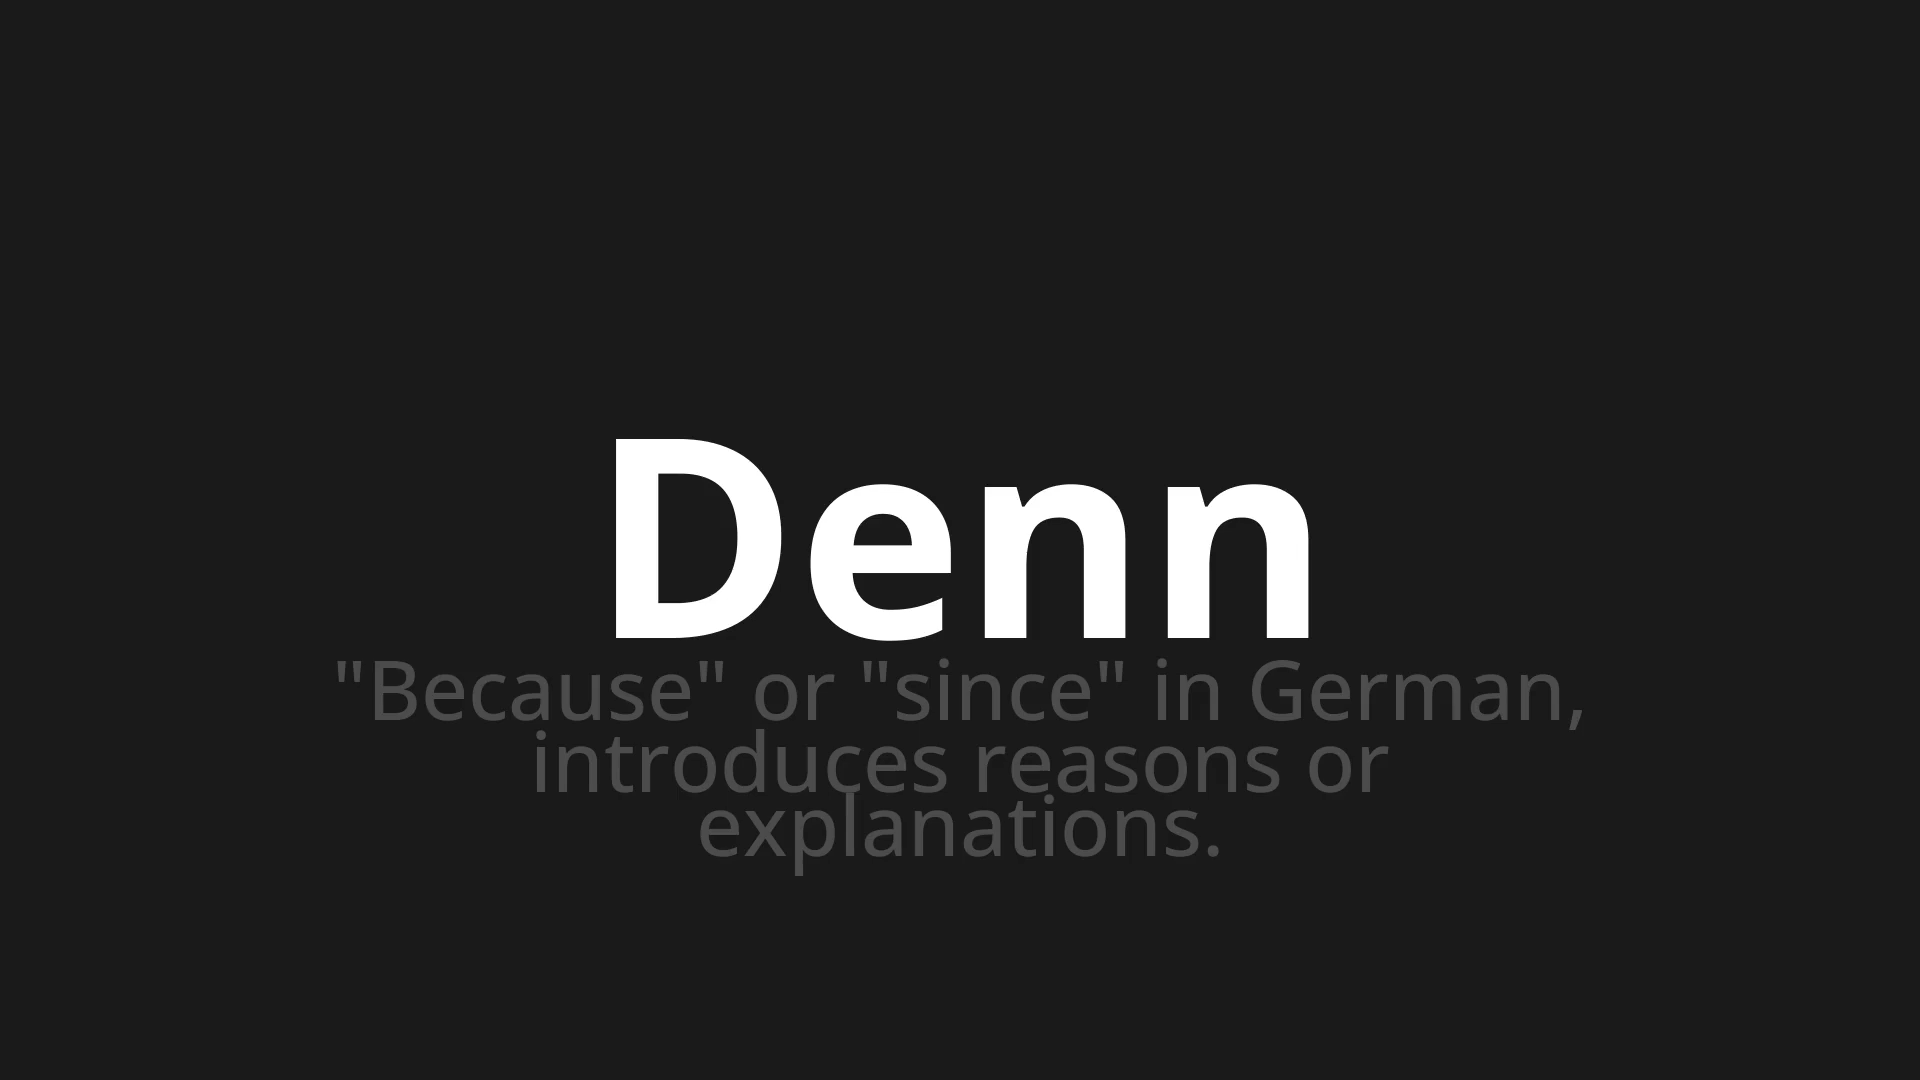 Denn
"Because" or "since" in German,
introduces reasons or
explanations.